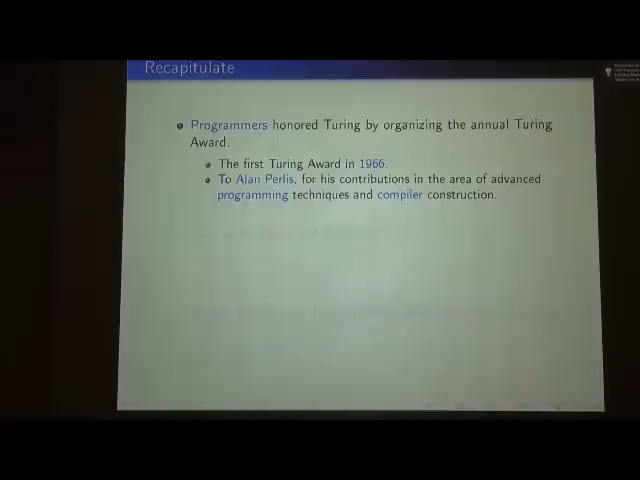 Recapitulate
Programmers honored Turing by organizing the annual Turing
Award.
The first Turing Award in 1966.
To Alan Perlis, for his contributions in the area of advanced
programming techniques and compiler construction.